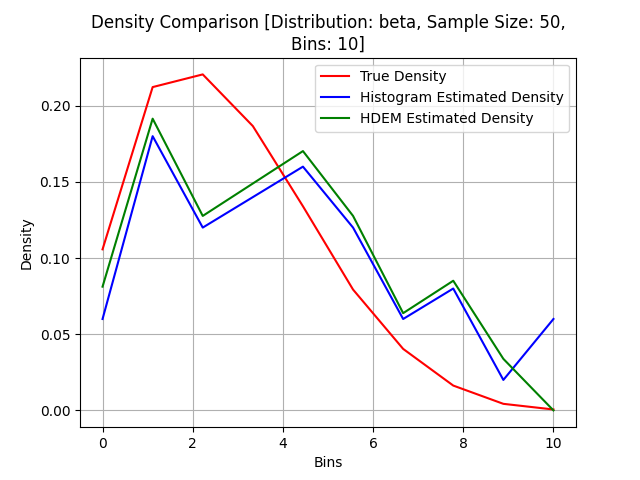 Density Comparison [Distribution: beta, Sample Size: 50,
Bins: 10]
True Density
Histogram Estimated Density
HDEM Estimated Density
Density
0.20
0.15
0.10
0.05
0.00
0 2 4 6 8 10
Bins